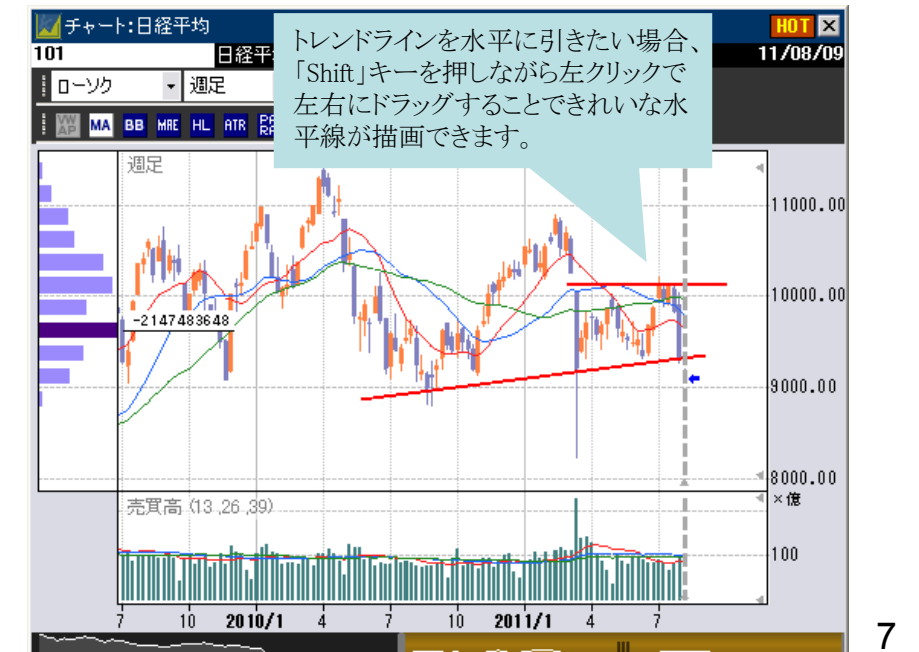 チャート:日経平均
HOT
101
日経平
11/08/09
トレンドラインを水平に引きたい場合、
「Shift」キーを押しながら左クリックで
左右にドラッグすることできれいな水
平線が描画できます。
ローソク
週足
VWAP MA BB MAE HL ATR PARA
週足
11000.00
10000.00
-2147483648
9000.00
8000.00
売買高 (13,26,39)
×億
100
7 10 2010/1 4 7 10 2011/1 4 7
7